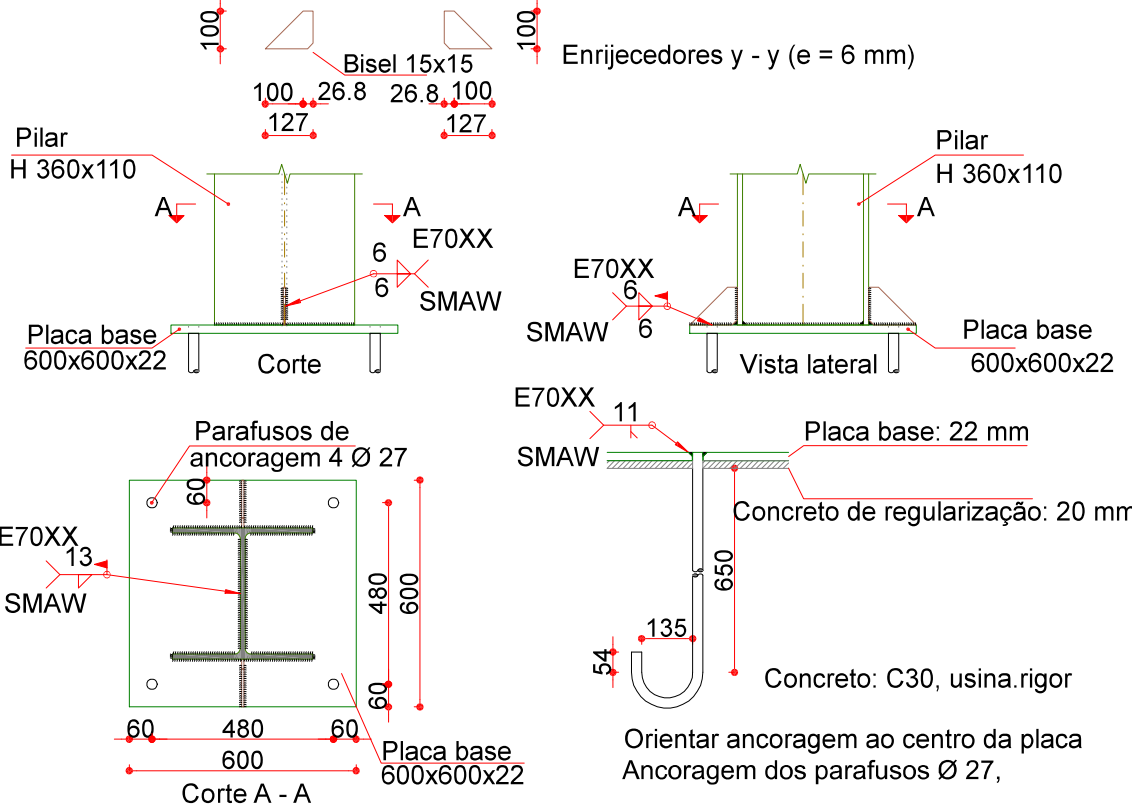 100
100
Enrijecedores y - y (e = 6 mm)
Bisel 15x15
100
26.8
26.8
100
127
127
Pilar
H 360x110
Pilar
H 360x110
A
A
A
A
E70XX
6
6
SMAW
E70XX
6
6
SMAW
Placa base
600x600x22
Corte
Vista lateral
Placa base
600x600x22
Parafusos de
ancoragem 4 Ø 27
60
E70XX
13
SMAW
480
600
60
60
480
60
600
Placa base
600x600x22
Corte A - A
E70XX
11
SMAW
Placa base: 22 mm
Concreto de regularização: 20 mm
650
135
54
Concreto: C30, usina.rigor
Orientar ancoragem ao centro da placa
Ancoragem dos parafusos Ø 27,